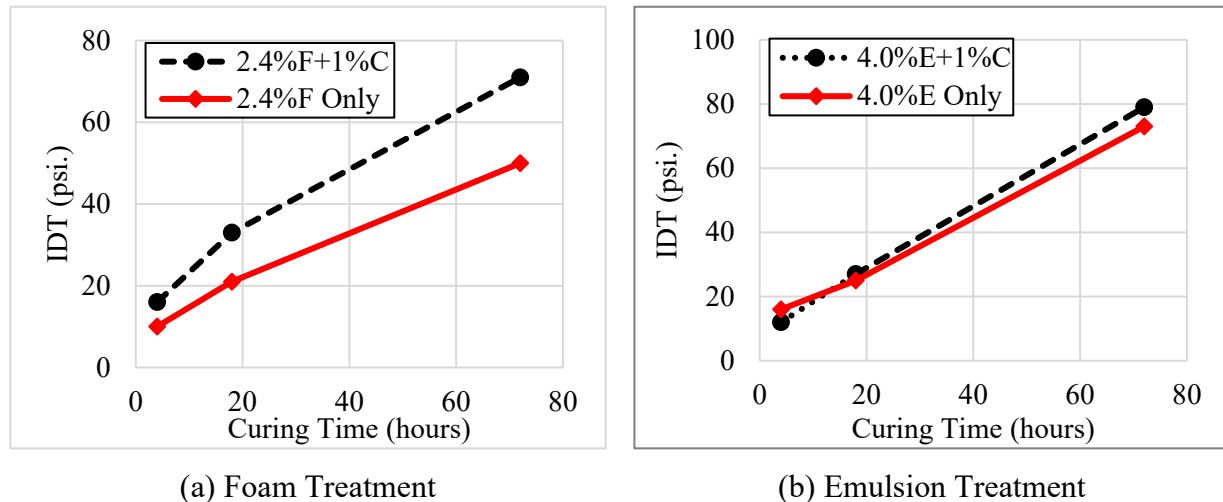 80
60
40
20
0
IDT (psi.)
2.4%F+1%C
2.4%F Only
0 20 40 60 80
Curing Time (hours)
(a) Foam Treatment
100
80
60
40
20
0
IDT (psi.)
4.0%E+1%C
4.0%E Only
0 20 40 60 80
Curing Time (hours)
(b) Emulsion Treatment